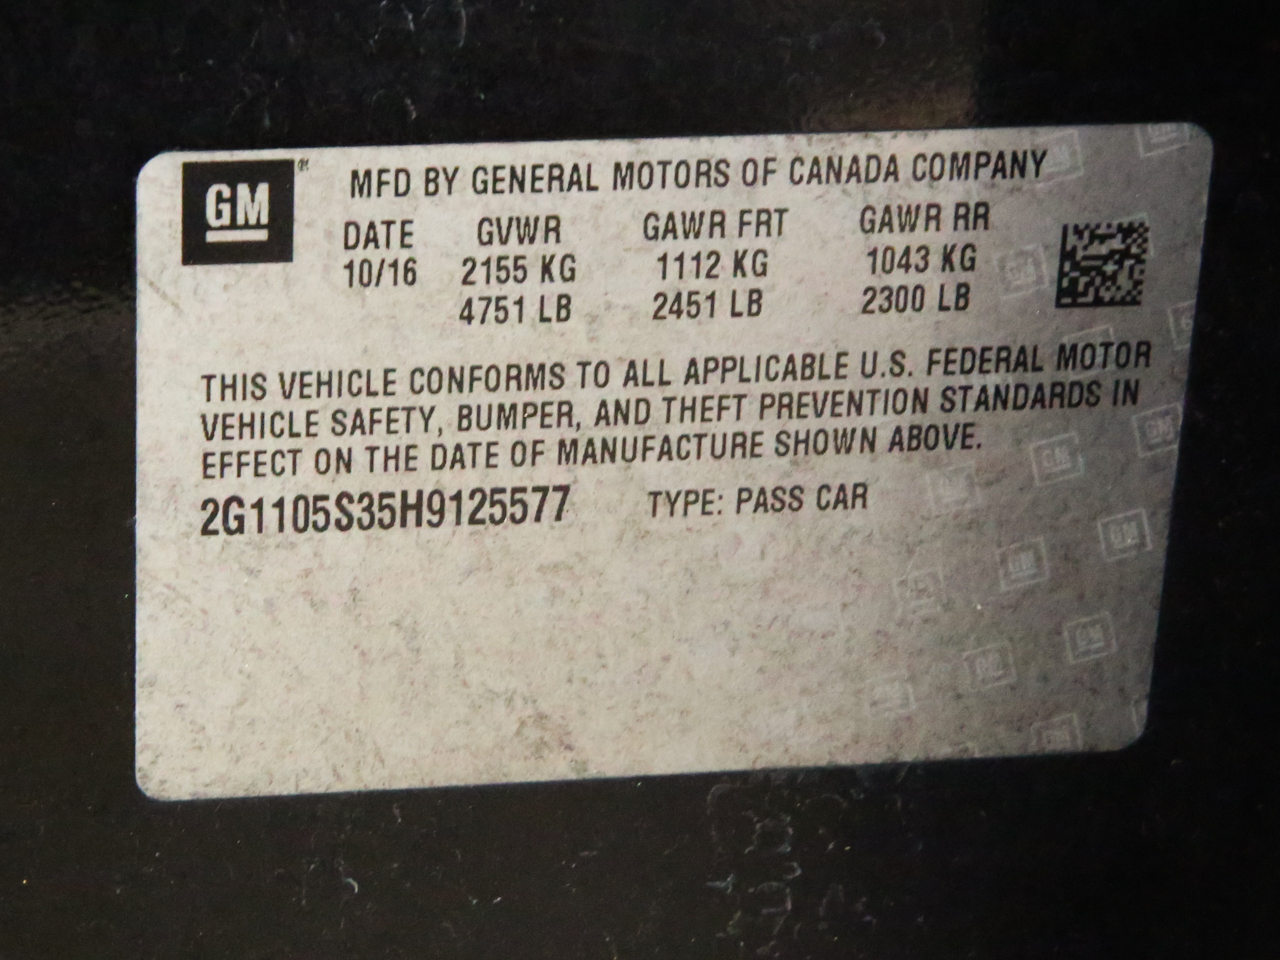 GM
MFD BY GENERAL MOTORS OF CANADA COMPANY
DATE GVWR GAWR FRT GAWR RR
10/16 2155 KG 1112 KG 1043 KG
4751 LB 2451 LB 2300 LB
THIS VEHICLE CONFORMS TO ALL APPLICABLE U.S. FEDERAL MOTOR
VEHICLE SAFETY, BUMPER, AND THEFT PREVENTION STANDARDS IN
EFFECT ON THE DATE OF MANUFACTURE SHOWN ABOVE.
2G1105S35H9125577 TYPE: PASS CAR